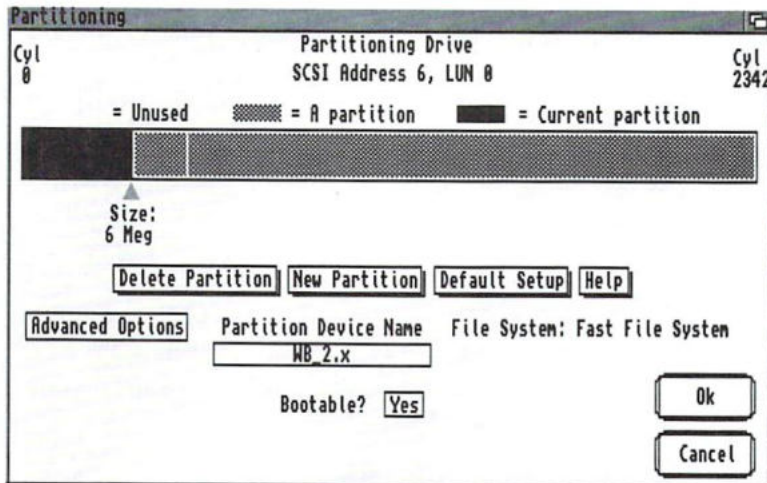 Partitioning
Partitioning Drive
Cyl
0
SCSI Address 6, LUN 0
Cyl
2342
= Unused = A partition = Current partition
Size:
6 Meg
Delete Partition New Partition Default Setup Help
Advanced Options
Partition Device Name
File System: Fast File System
WB_2.x
Bootable? Yes
Ok
Cancel